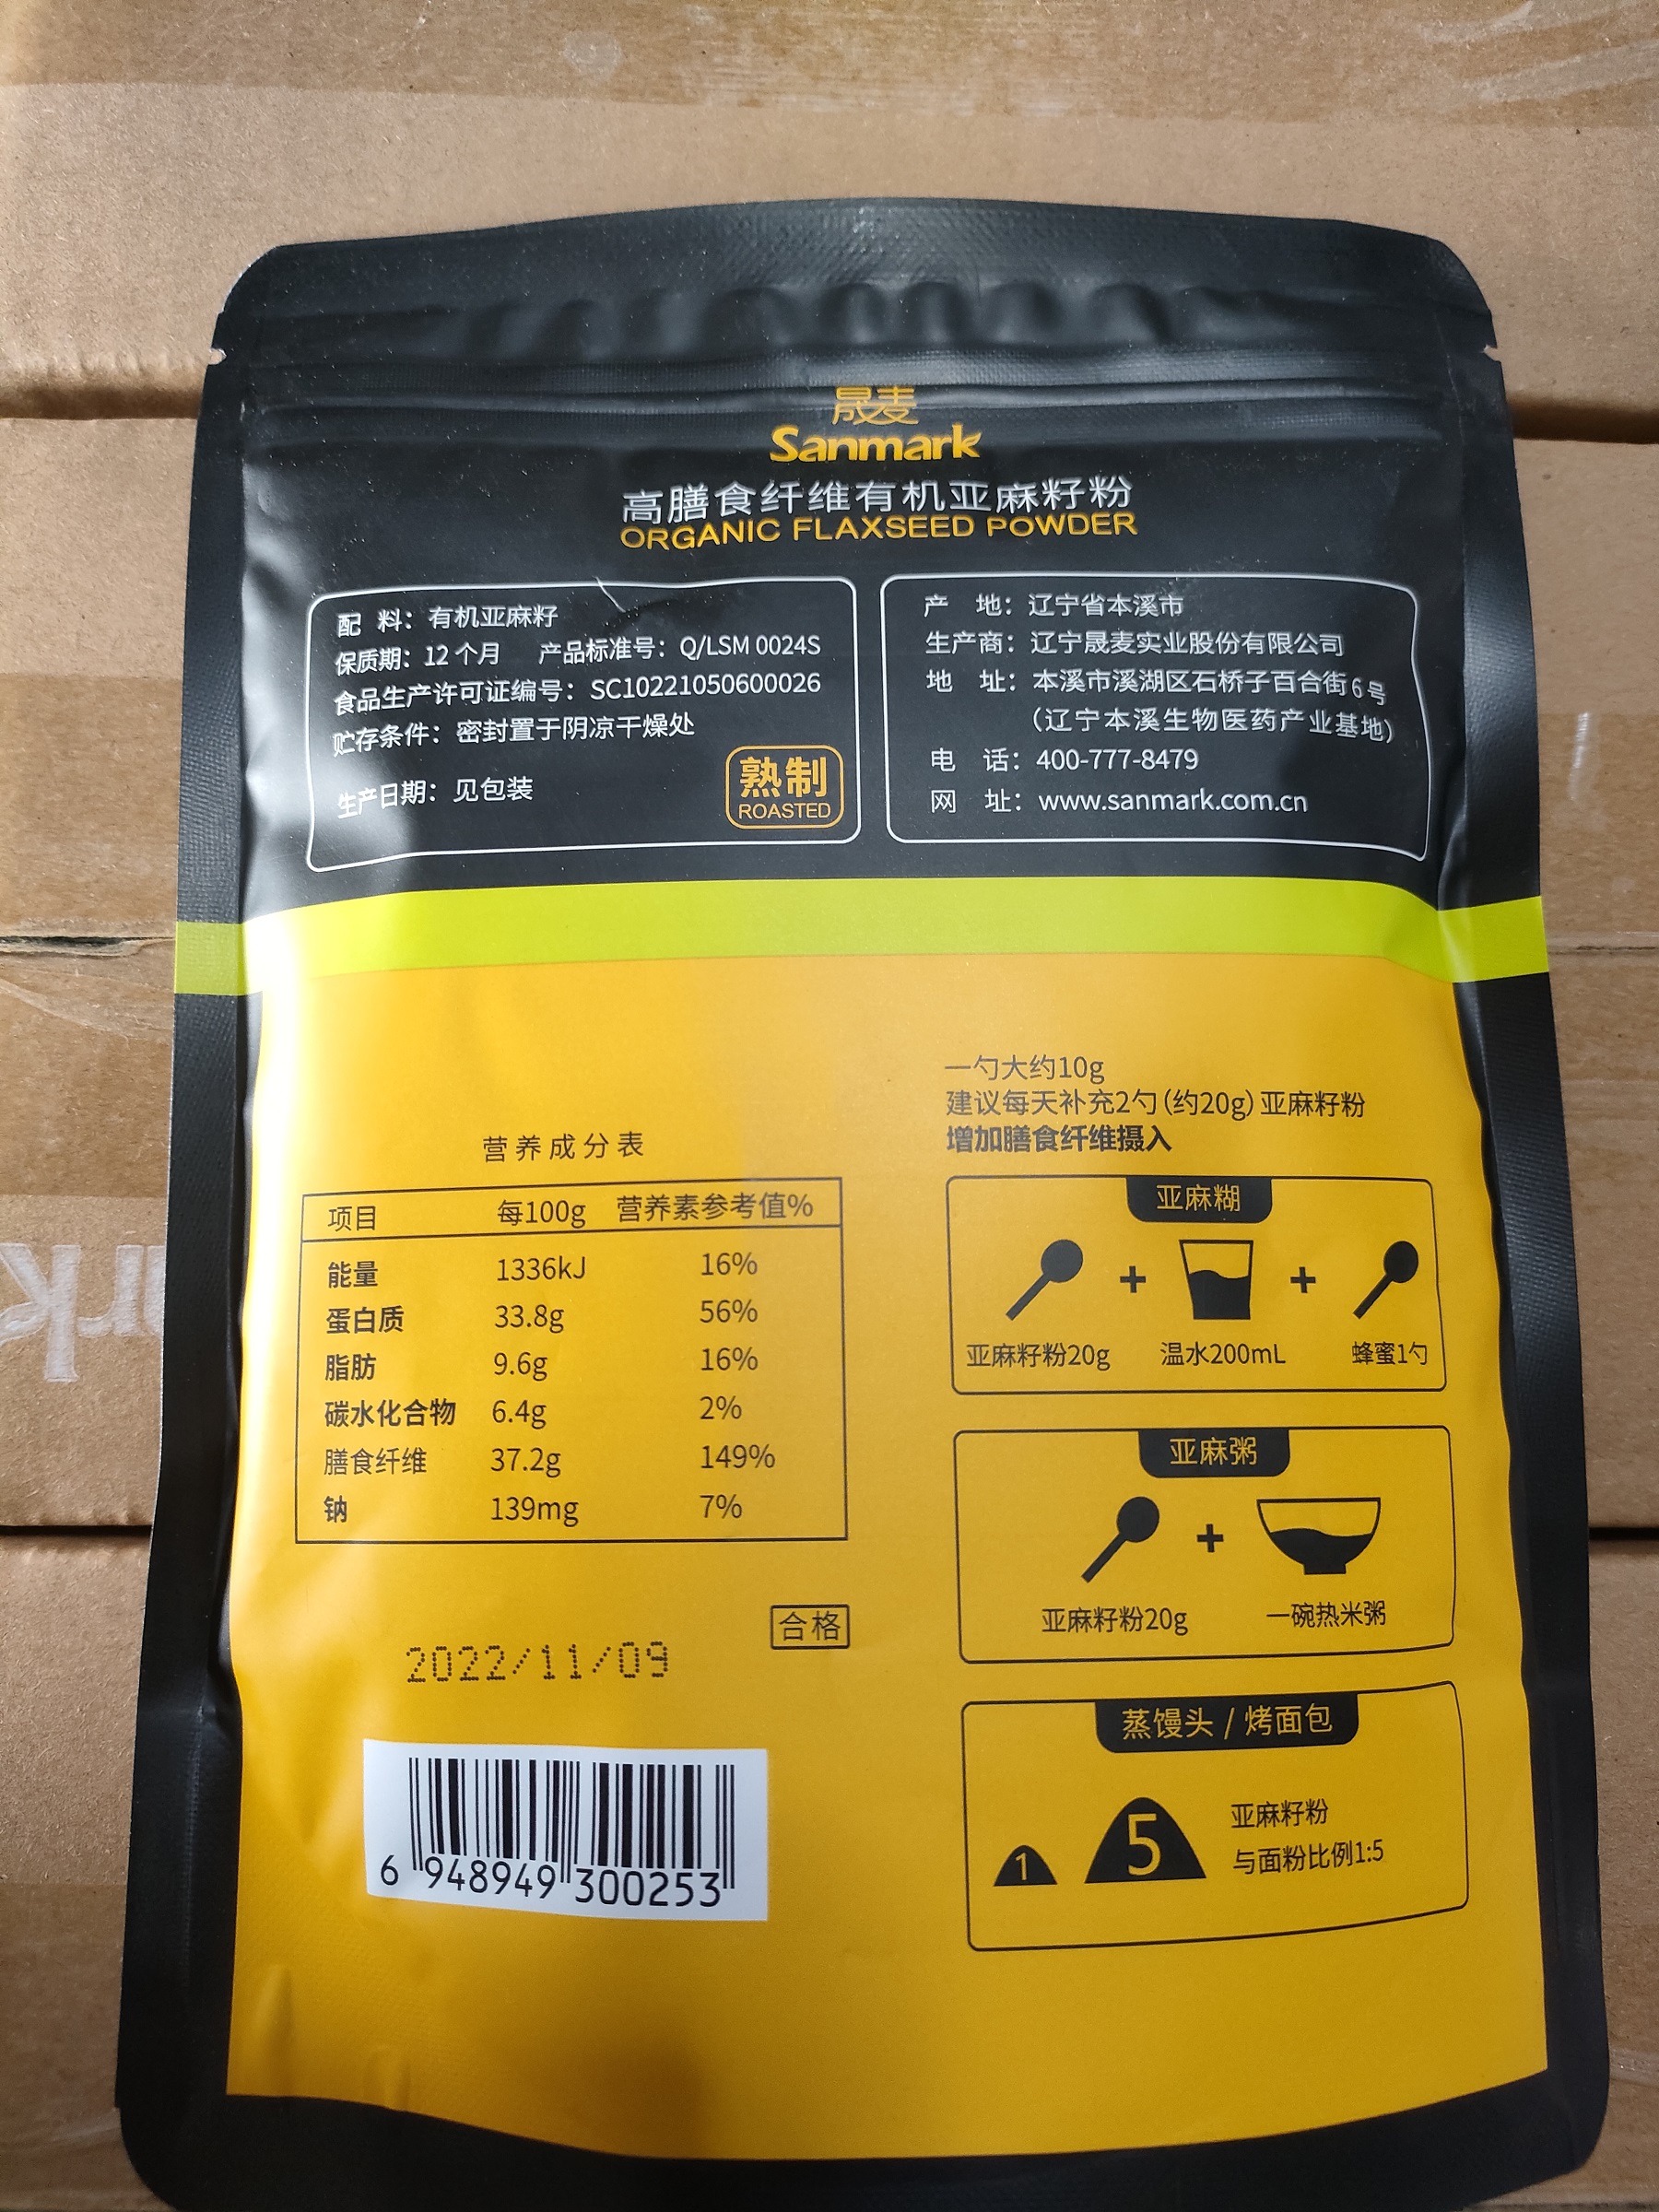 晟麦
Sanmark
高膳食纤维有机亚麻籽粉
ORGANIC FLAXSEED POWDER
配 料：有机亚麻籽
保质期：12个月 产品标准号：Q/LSM 0024S
食品生产许可证编号：SC10221050600026
贮存条件：密封置于阴凉干燥处
生产日期：见包装
熟制
ROASTED
产 地：辽宁省本溪市
生产商：辽宁晟麦实业股份有限公司
地 址：本溪市溪湖区石桥子百合街6号
（辽宁本溪生物医药产业基地）
电 话：400-777-8479
网 址：www.sanmark.com.cn
营养成分表
项目 每100g 营养素参考值%
能量 1336kJ 16%
蛋白质 33.8g 56%
脂肪 9.6g 16%
碳水化合物 6.4g 2%
膳食纤维 37.2g 149%
钠 139mg 7%
合格
2022/11/09
6 948949 300253
一勺大约10g
建议每天补充2勺（约20g）亚麻籽粉
增加膳食纤维摄入
亚麻糊
+ +
亚麻籽粉20g 温水200mL 蜂蜜1勺
亚麻粥
+
亚麻籽粉20g 一碗热米粥
蒸馒头 / 烤面包
1 5
亚麻籽粉
与面粉比例1:5
ark